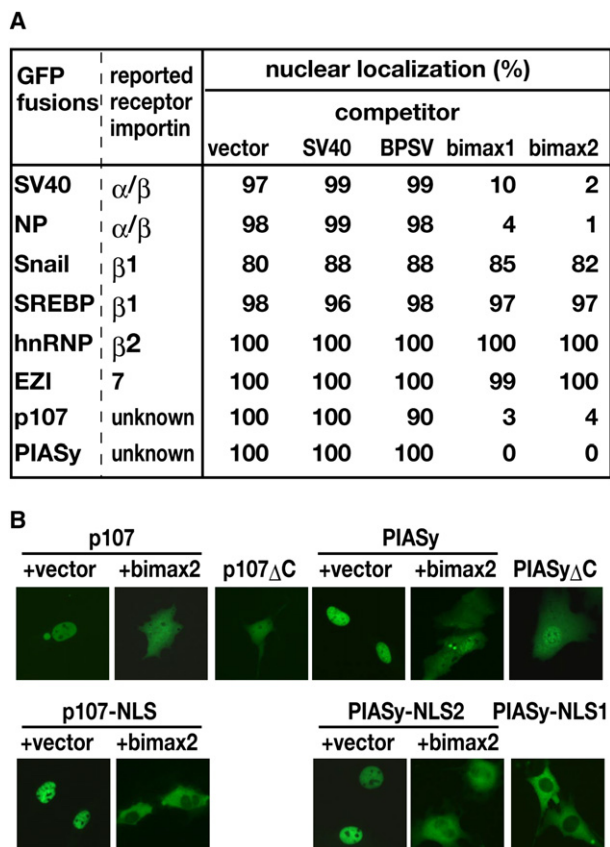 A
GFP fusions reported receptor importin nuclear localization (%)
competitor
vector SV40 BPSV bimax1 bimax2
SV40 α/β 97 99 99 10 2
NP α/β 98 99 98 4 1
Snail β1 80 88 88 85 82
SREBP β1 98 96 98 97 97
hnRNP β2 100 100 100 100 100
EZI 7 100 100 100 99 100
p107 unknown 100 100 90 3 4
PIASy unknown 100 100 100 0 0
B
p107 PIASy
+vector +bimax2 p107ΔC +vector +bimax2 PIASyΔC
p107-NLS PIASy-NLS2 PIASy-NLS1
+vector +bimax2 +vector +bimax2